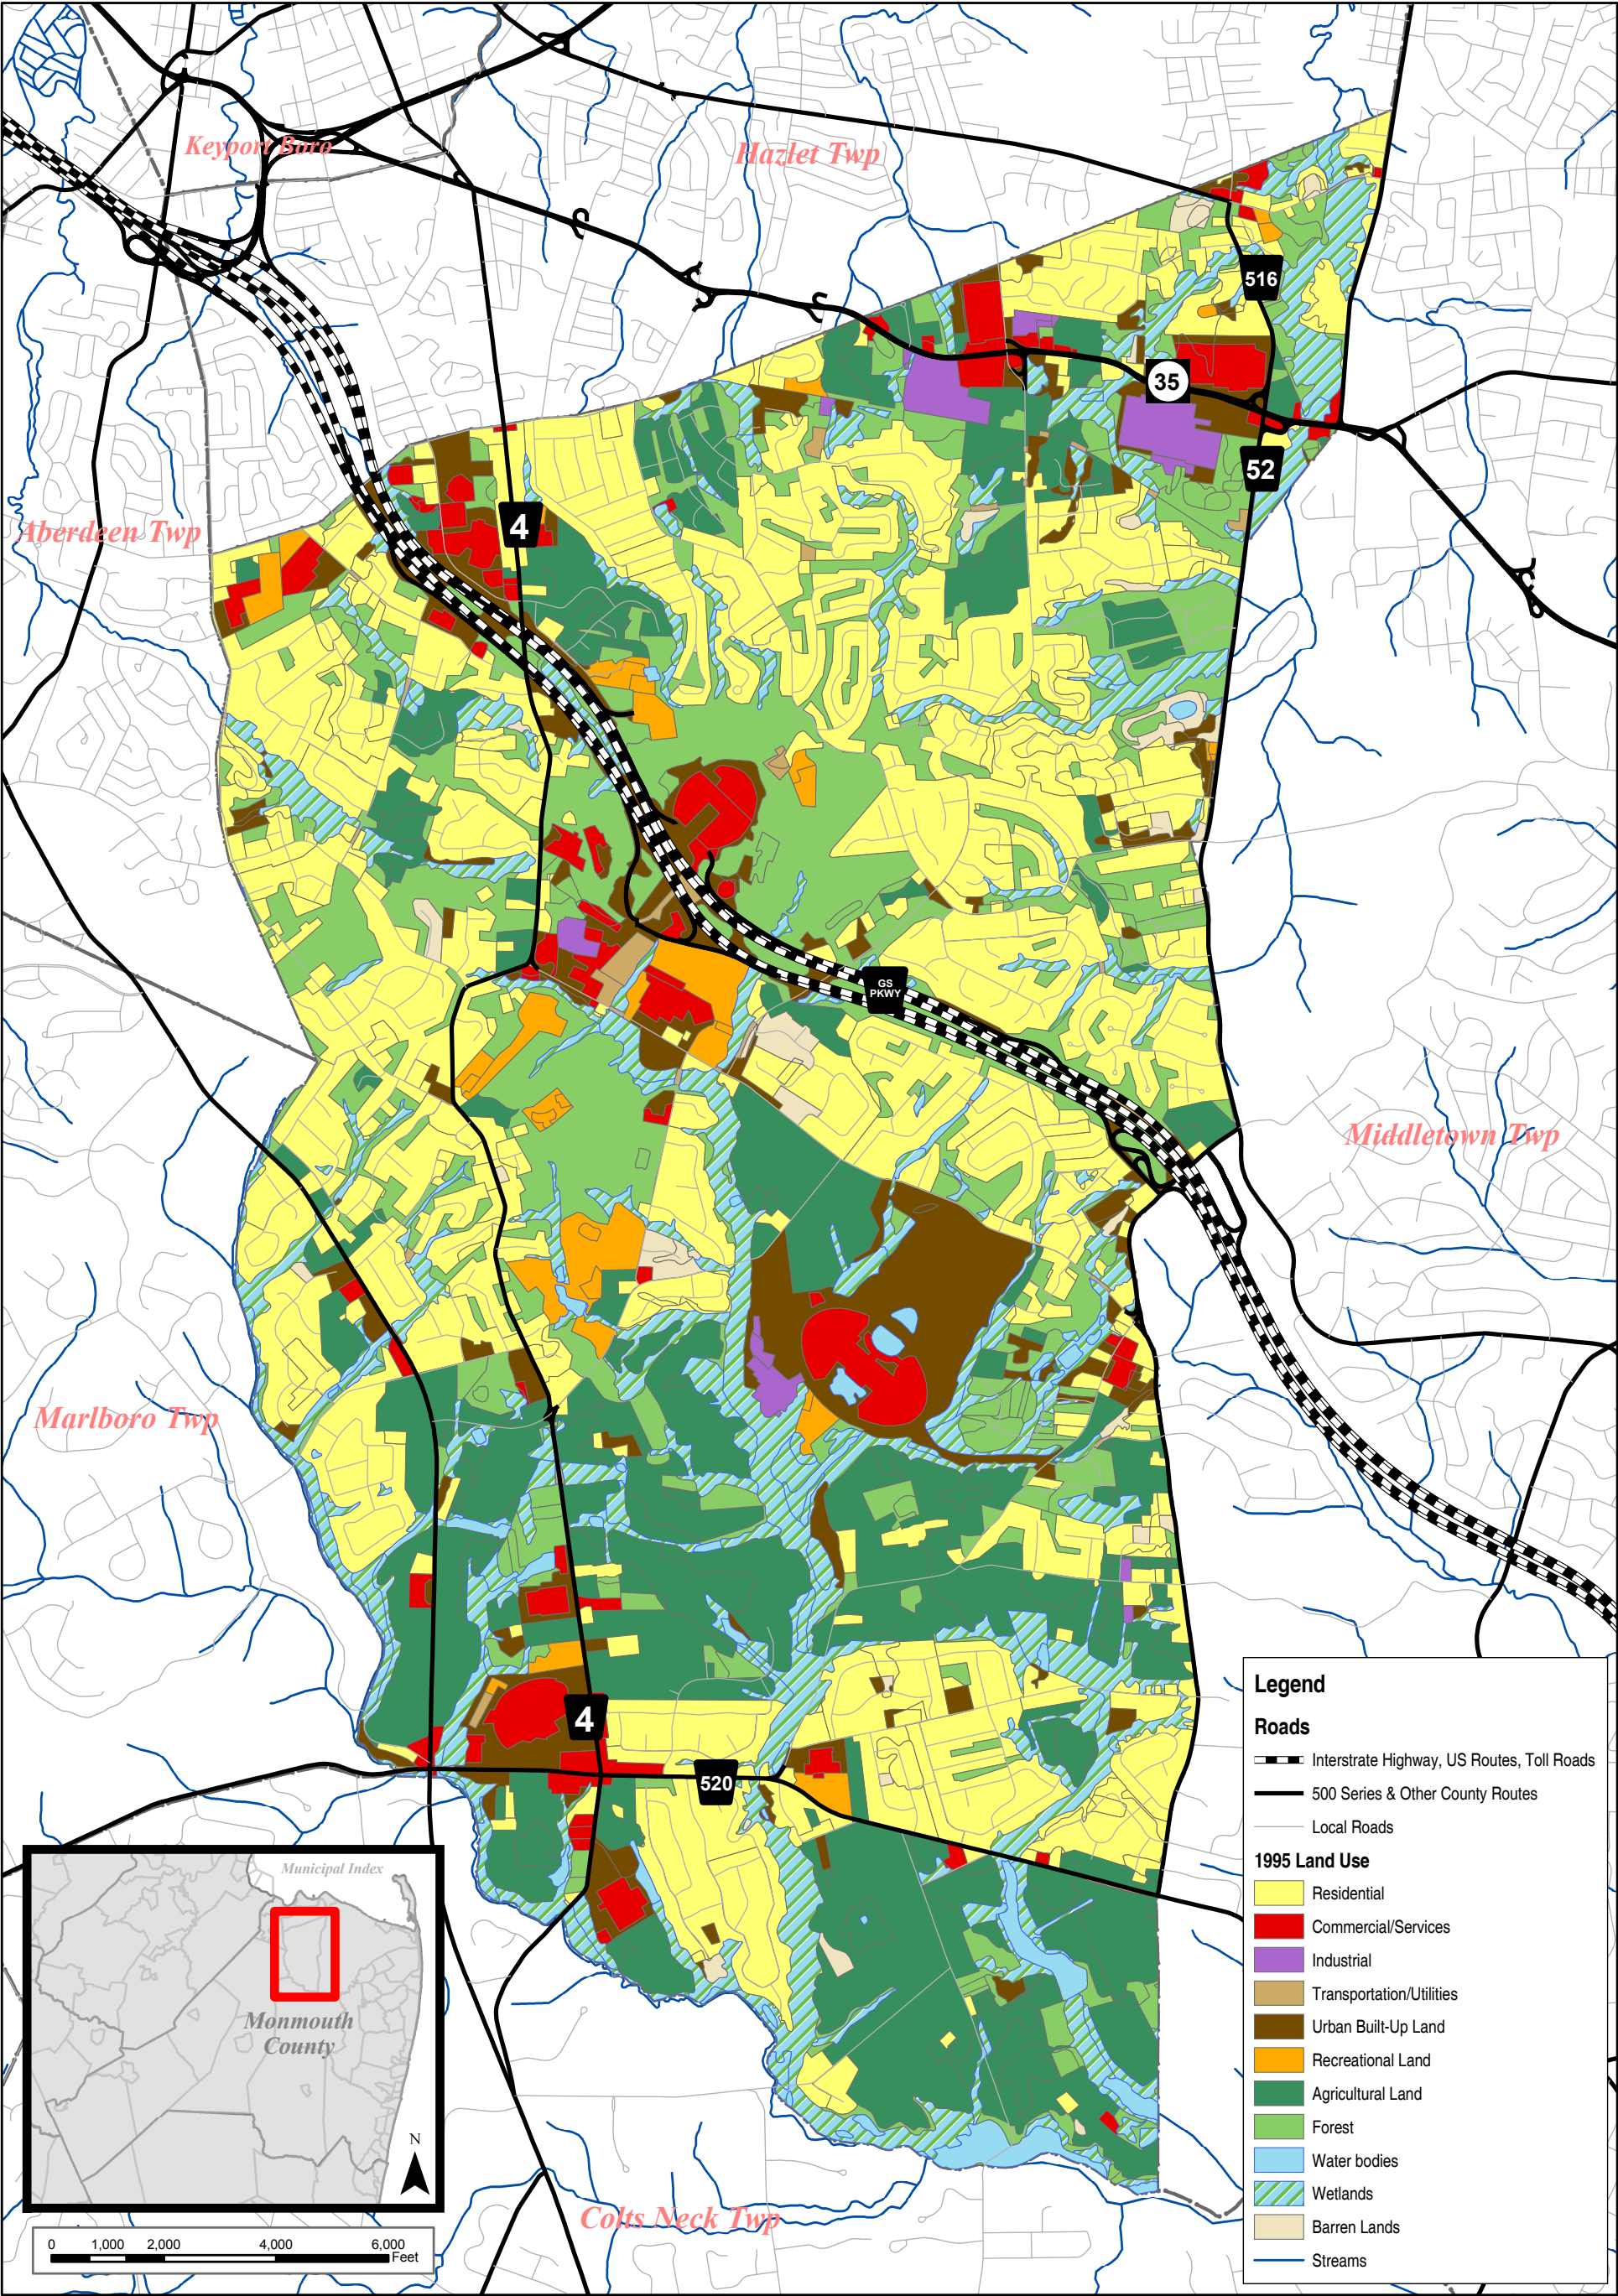 Keyport Boro
Hazlet Twp
516
35
52
4
Aberdeen Twp
GS
PKWY
Middletown Twp
Marlboro Twp
4
520
Colts Neck Twp
Municipal Index
Monmouth
County
N
0 1,000 2,000 4,000 6,000
Feet
Legend
Roads
Interstate Highway, US Routes, Toll Roads
500 Series & Other County Routes
Local Roads
1995 Land Use
Residential
Commercial/Services
Industrial
Transportation/Utilities
Urban Built-Up Land
Recreational Land
Agricultural Land
Forest
Water bodies
Wetlands
Barren Lands
Streams